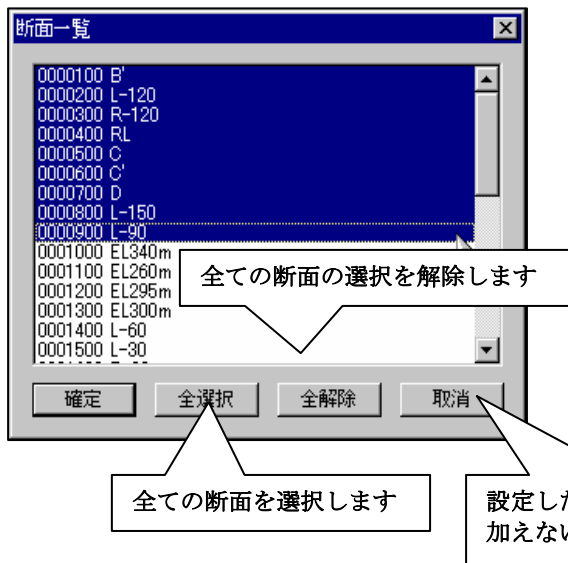 断面一覧
0000100 B'
0000200 L-120
0000300 R-120
0000400 RL
0000500 C
0000600 C'
0000700 D
0000800 L-150
0000900 L-90
0001000 EL340m
0001100 EL260m
0001200 EL295m
0001300 EL300m
0001400 L-60
0001500 L-30
全ての断面の選択を解除します
確定 全選択 全解除 取消
全ての断面を選択します
設定した
加えない